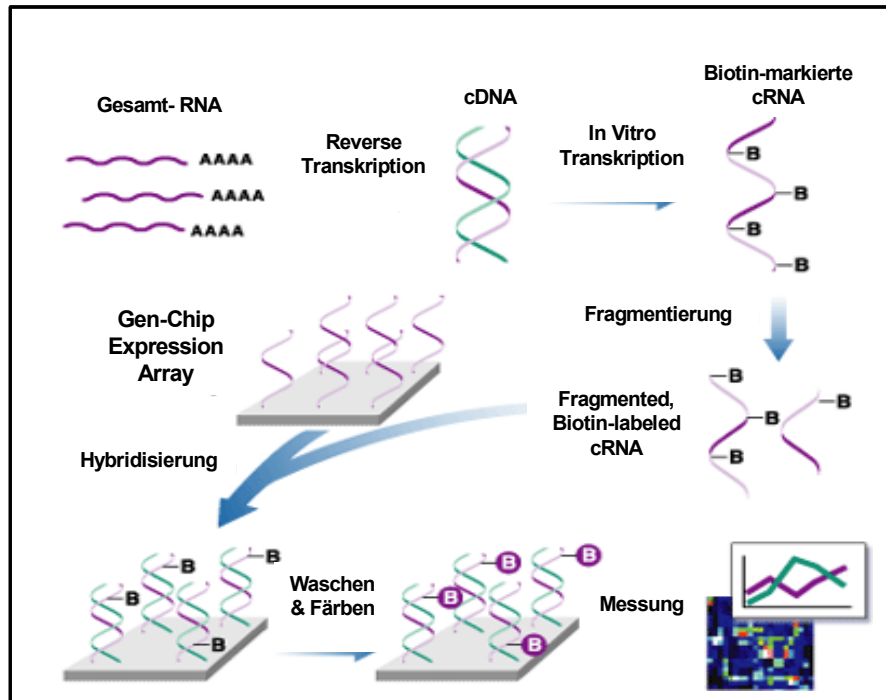 Gesamt- RNA
AAAA
AAAA
AAAA
Reverse
Transkription
cDNA
In Vitro
Transkription
Biotin-markierte
cRNA
B
B
B
B
Fragmentierung
Gen-Chip
Expression
Array
Fragmented,
Biotin-labeled
cRNA
B
B
B
B
Hybridisierung
B
B
B
B
Waschen
& Färben
B
B
B
B
Messung